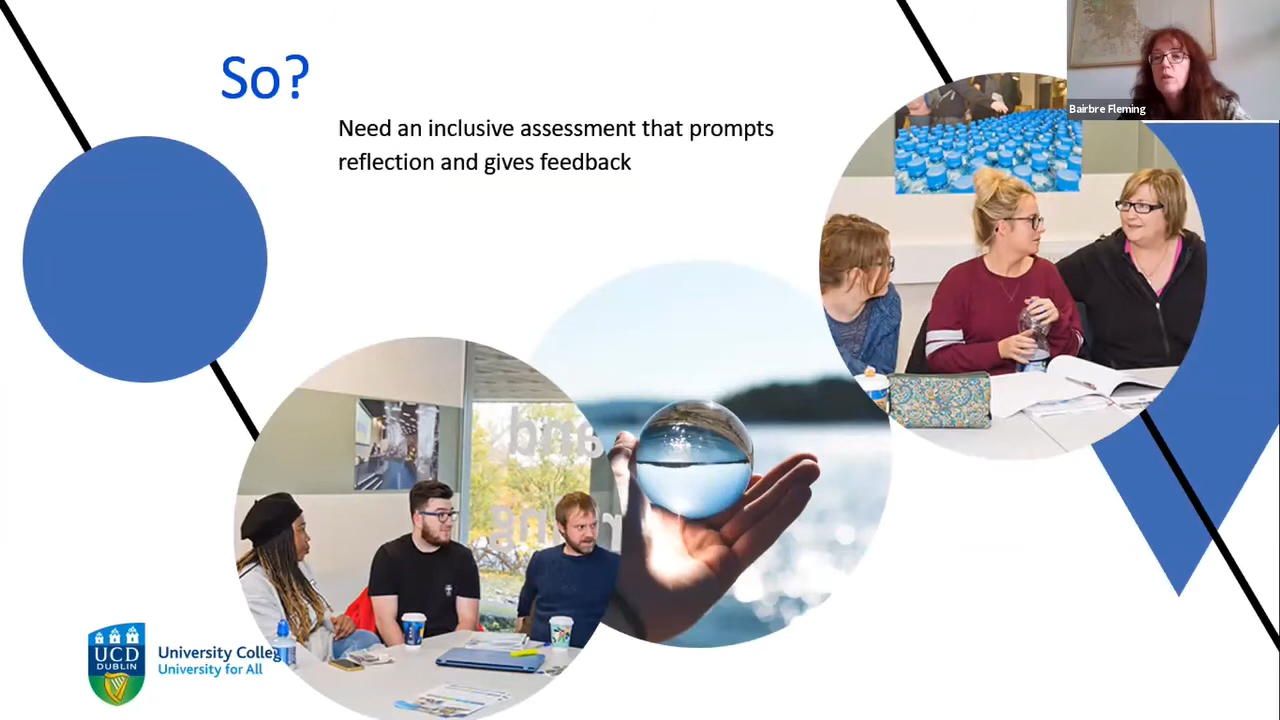 So?
Need an inclusive assessment that prompts
reflection and gives feedback
Bairbre Fleming
and
UCD
DUBLIN
University Colleg
University for All